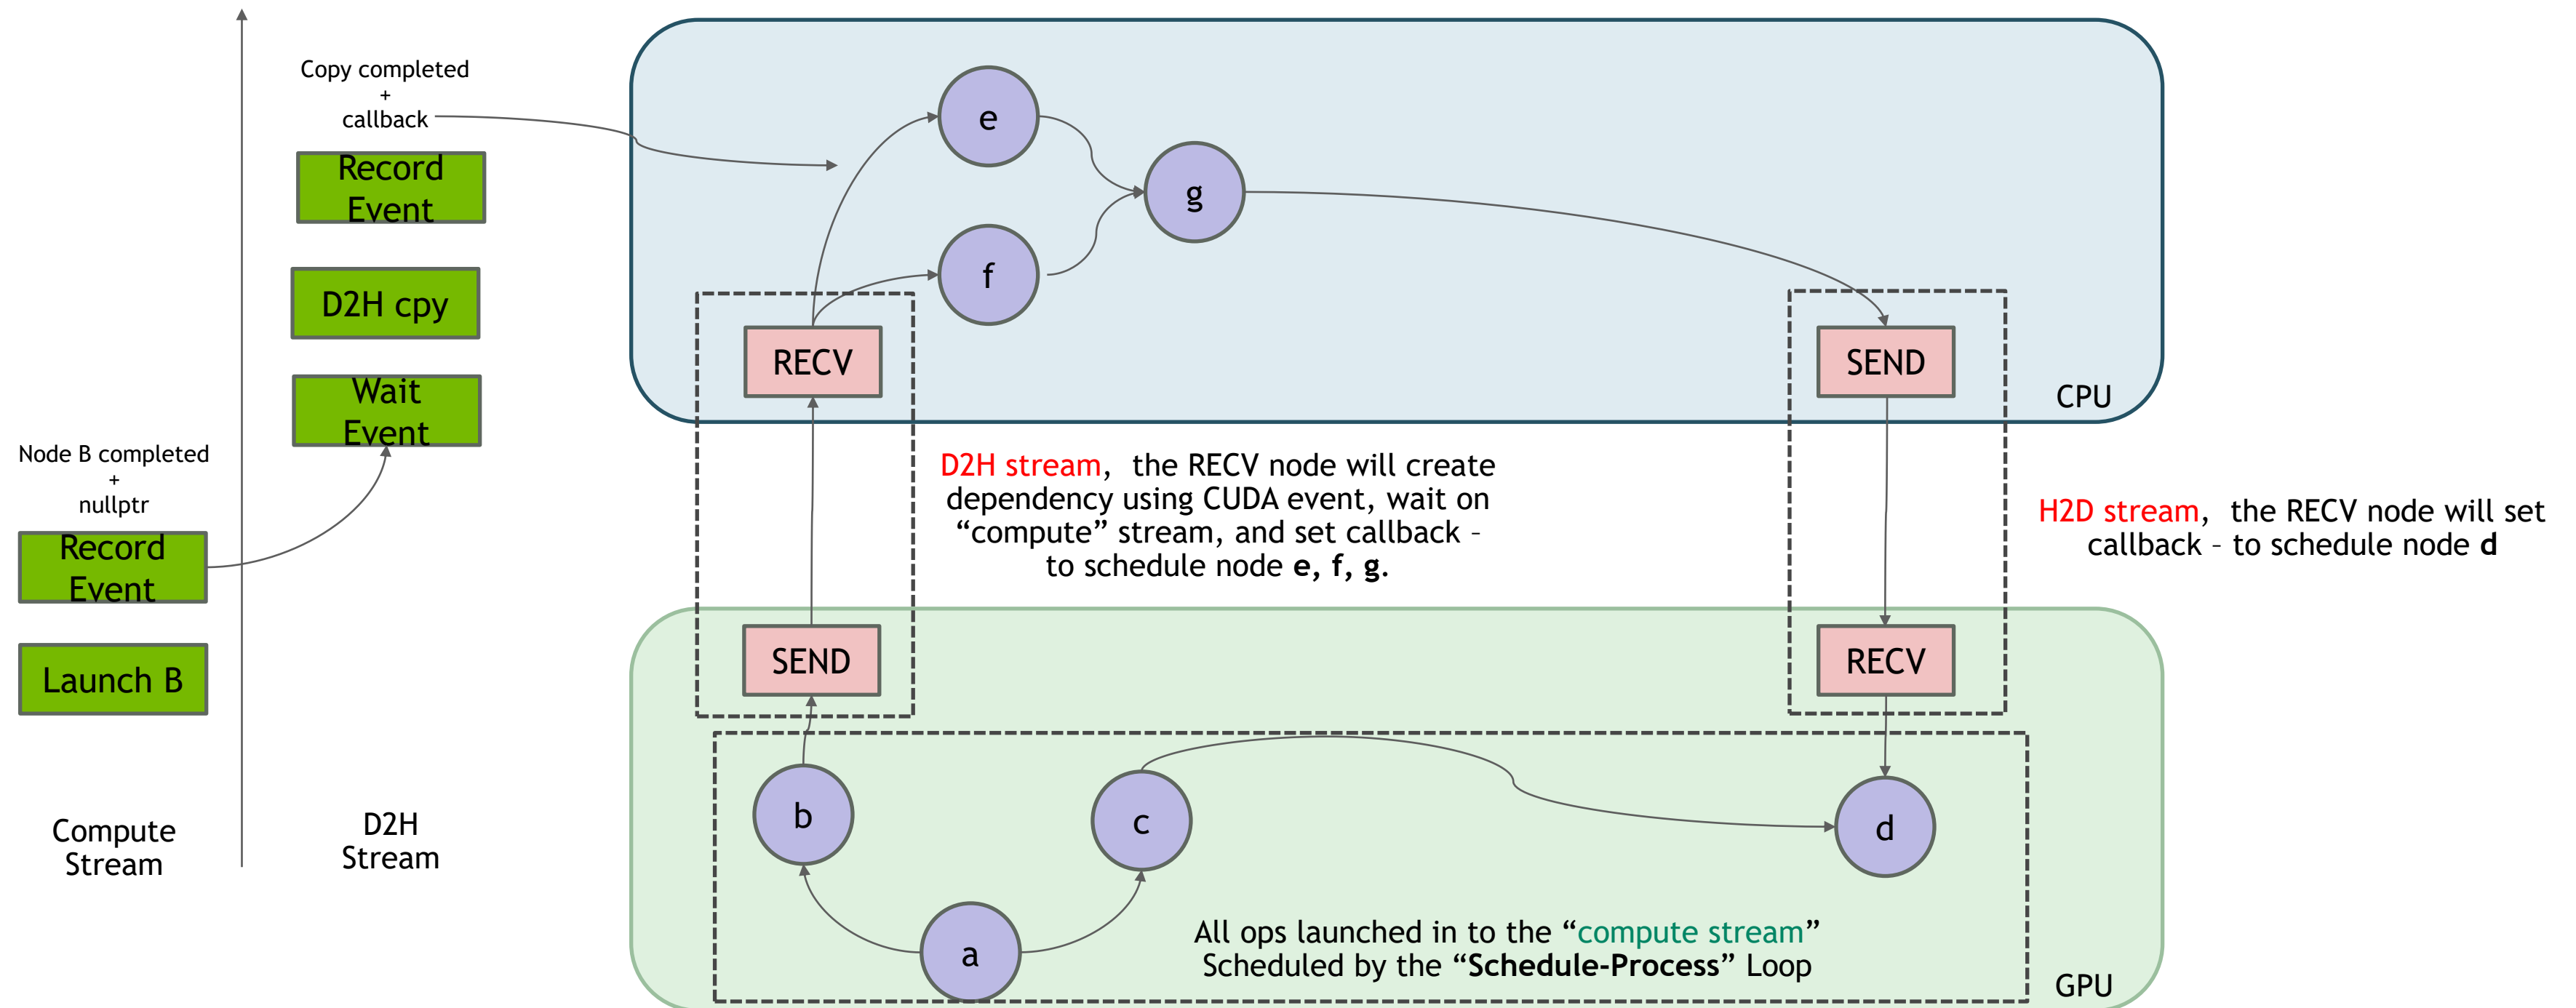 Copy completed
+
callback
Record
Event
D2H cpy
Wait
Event
Node B completed
+
nullptr
Record
Event
Launch B
Compute
Stream
D2H
Stream
e
f
g
RECV
SEND
CPU
D2H stream,  the RECV node will create
dependency using CUDA event, wait on
“compute” stream, and set callback –
to schedule node e, f, g.
H2D stream,  the RECV node will set
callback – to schedule node d
SEND
RECV
b
c
d
a
All ops launched in to the “compute stream”
Scheduled by the “Schedule-Process” Loop
GPU